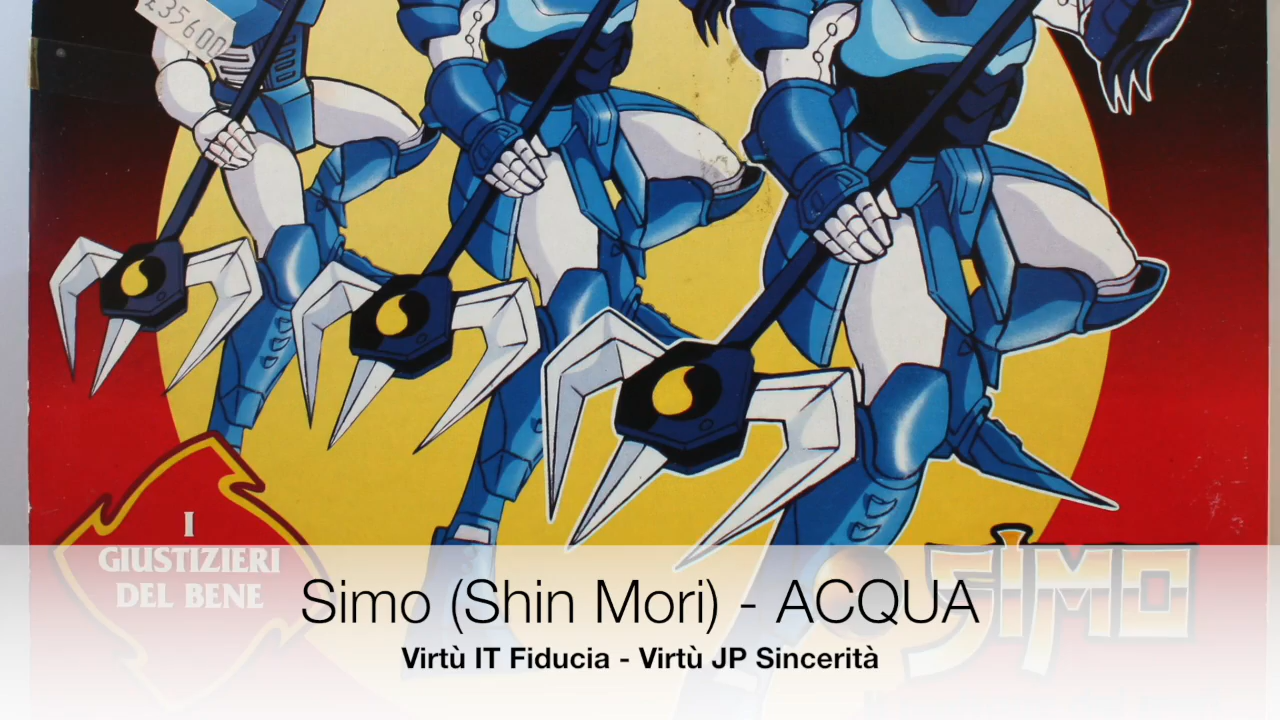 £35600
I
GIUSTIZIERI
DEL BENE
SIMO
Simo (Shin Mori) - ACQUA
Virtù IT Fiducia - Virtù JP Sincerità